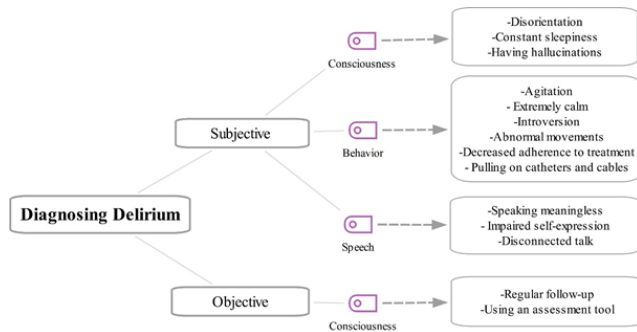 -Disorientation
-Constant sleepiness
-Having hallucinations
Consciousness
-Agitation
- Extremely calm
-Introversion
-Abnormal movements
-Decreased adherence to treatment
- Pulling on catheters and cables
Subjective
Behavior
Diagnosing Delirium
-Speaking meaningless
- Impaired self-expression
-Disconnected talk
Speech
-Regular follow-up
-Using an assessment tool
Objective
Consciousness